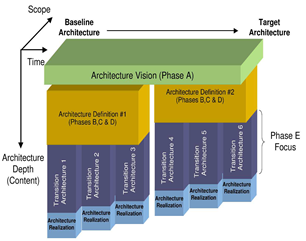 Scope
Baseline
Architecture
Target
Architecture
Time
Architecture Vision (Phase A)
Architecture Definition #1
(Phases B,C & D)
Architecture Definition #2
(Phases B,C & D)
Transition
Architecture 1
Transition
Architecture 2
Transition
Architecture 3
Transition
Architecture 4
Transition
Architecture 5
Transition
Architecture 6
Phase E
Focus
Architecture
Depth
(Content)
Architecture
Realization
Architecture
Realization
Architecture
Realization
Architecture
Realization
Architecture
Realization
Architecture
Realization